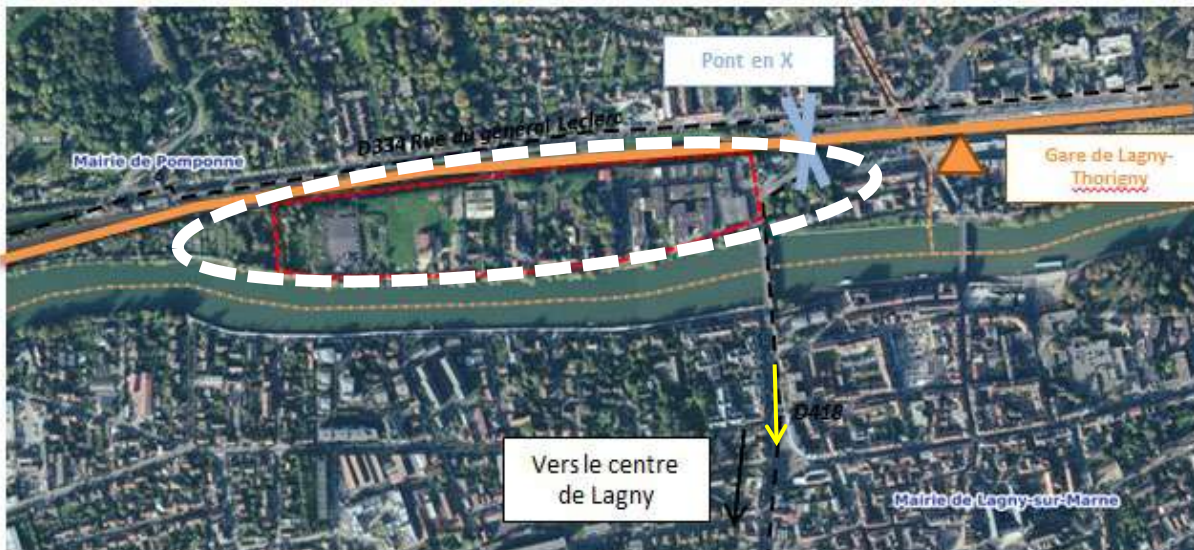 Pont en X
D334 Rue du général Leclerc
Mairie de Pomponne
Gare de Lagny-
Thorigny
D418
Vers le centre
de Lagny
Mairie de Lagny-sur-Marne